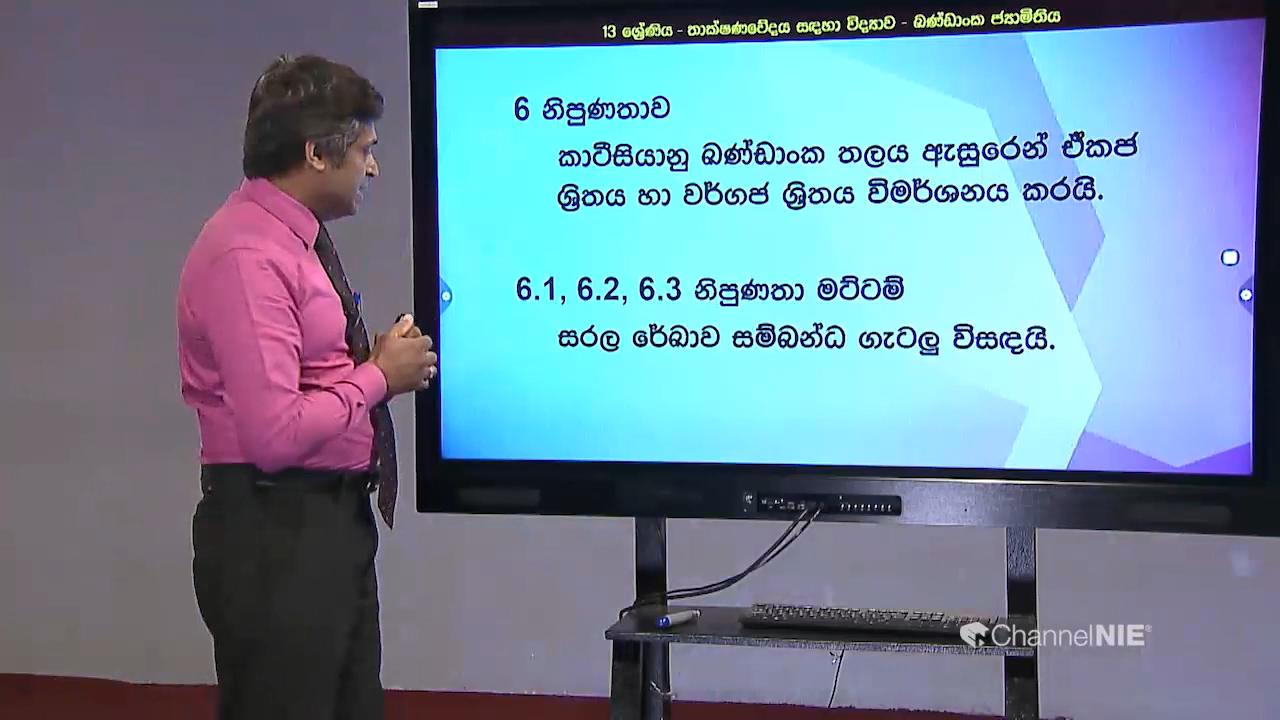 13 ශ්‍රේණිය - තාක්ෂණවේදය සඳහා විද්‍යාව - ඛණ්ඩාංක ජ්‍යාමිතිය
6 නිපුණතාව
කාටීසියානු ඛණ්ඩාංක තලය ඇසුරෙන් ඒකජ
ශ්‍රිතය හා වර්ගජ ශ්‍රිතය විමර්ශනය කරයි.
6.1, 6.2, 6.3 නිපුණතා මට්ටම්
සරල රේඛාව සම්බන්ධ ගැටලු විසඳයි.
ChannelNIE®